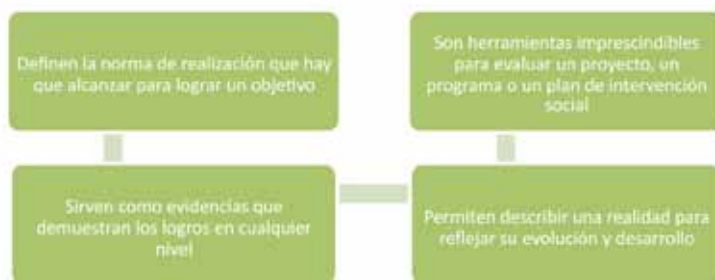 Definen la norma de realización que hay
que alcanzar para lograr un objetivo
Sirven como evidencias que
demuestran los logros en cualquier
nivel
Permiten describir una realidad para
reflejar su evolución y desarrollo
Son herramientas imprescindibles
para evaluar un proyecto, un
programa o un plan de intervención
social